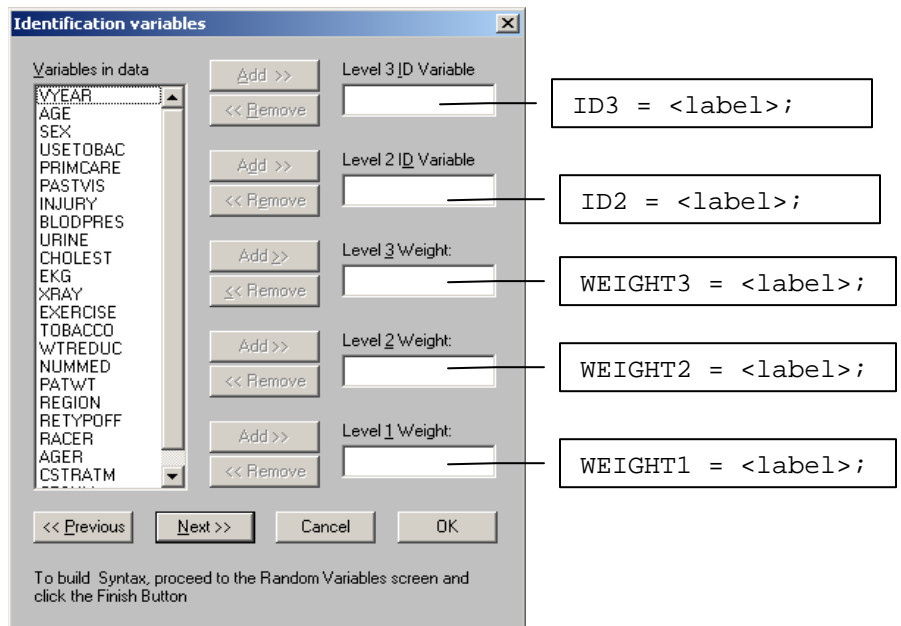 Identification variables
Variables in data
VYEAR
AGE
SEX
USETOBAC
PRIMCARE
PASTVIS
INJURY
BLODPRES
URINE
CHOLEST
EKG
XRAY
EXERCISE
TOBACCO
WTREDUC
NUMMED
PATWT
REGION
RETYPOFF
RACER
AGER
CSTRATM
Add >>
<< Remove
Level 3 ID Variable
ID3 = <label>;
Add >>
<< Remove
Level 2 ID Variable
ID2 = <label>;
Add >>
<< Remove
Level 3 Weight:
WEIGHT3 = <label>;
Add >>
<< Remove
Level 2 Weight:
WEIGHT2 = <label>;
Add >>
<< Remove
Level 1 Weight:
WEIGHT1 = <label>;
<< Previous
Next >>
Cancel
OK
To build Syntax, proceed to the Random Variables screen and
click the Finish Button